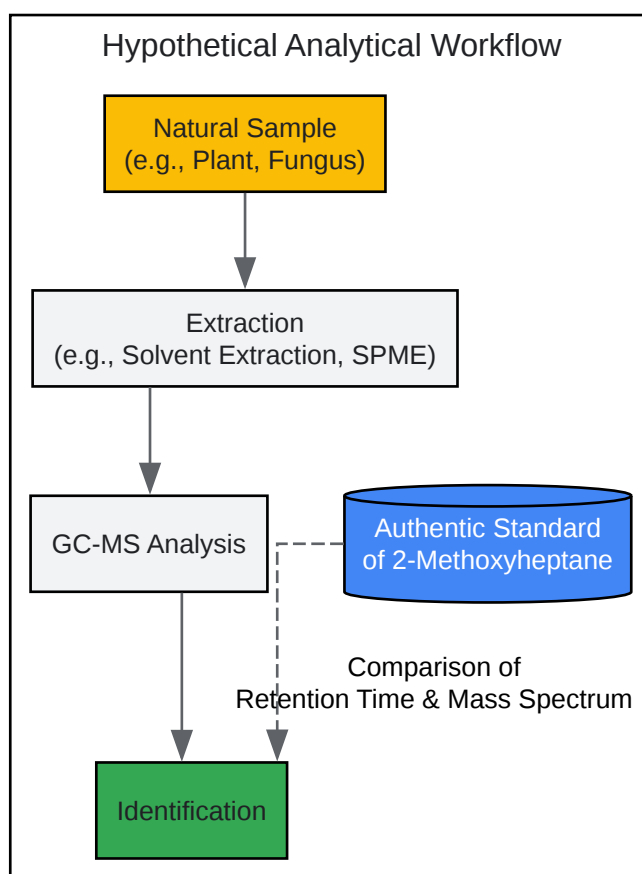 Hypothetical Analytical Workflow
Natural Sample
(e.g., Plant, Fungus)
Extraction
(e.g., Solvent Extraction, SPME)
GC-MS Analysis
Authentic Standard
of 2-Methoxyheptane
Comparison of
Retention Time & Mass Spectrum
Identification